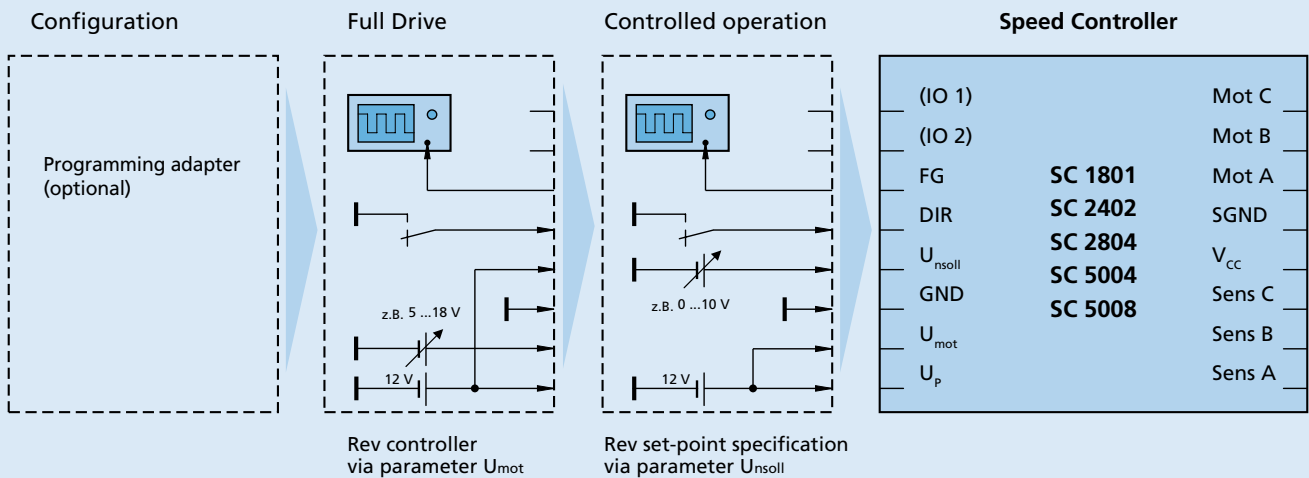 Configuration
Full Drive
Controlled operation
Speed Controller
Programming adapter
(optional)
z.B. 5 ...18 V
12 V
Rev controller
via parameter Umot
z.B. 0 ...10 V
12 V
Rev set-point specification
via parameter Unsoll
(IO 1)
(IO 2)
FG
DIR
Unsoll
GND
Umot
UP
SC 1801
SC 2402
SC 2804
SC 5004
SC 5008
Mot C
Mot B
Mot A
SGND
VCC
Sens C
Sens B
Sens A